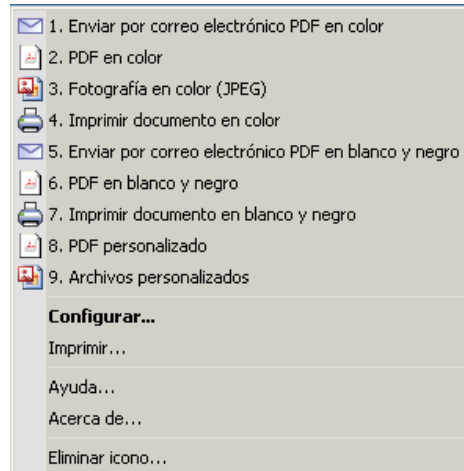 1. Enviar por correo electrónico PDF en color
2. PDF en color
3. Fotografía en color (JPEG)
4. Imprimir documento en color
5. Enviar por correo electrónico PDF en blanco y negro
6. PDF en blanco y negro
7. Imprimir documento en blanco y negro
8. PDF personalizado
9. Archivos personalizados
Configurar...
Imprimir...
Ayuda...
Acerca de...
Eliminar icono...